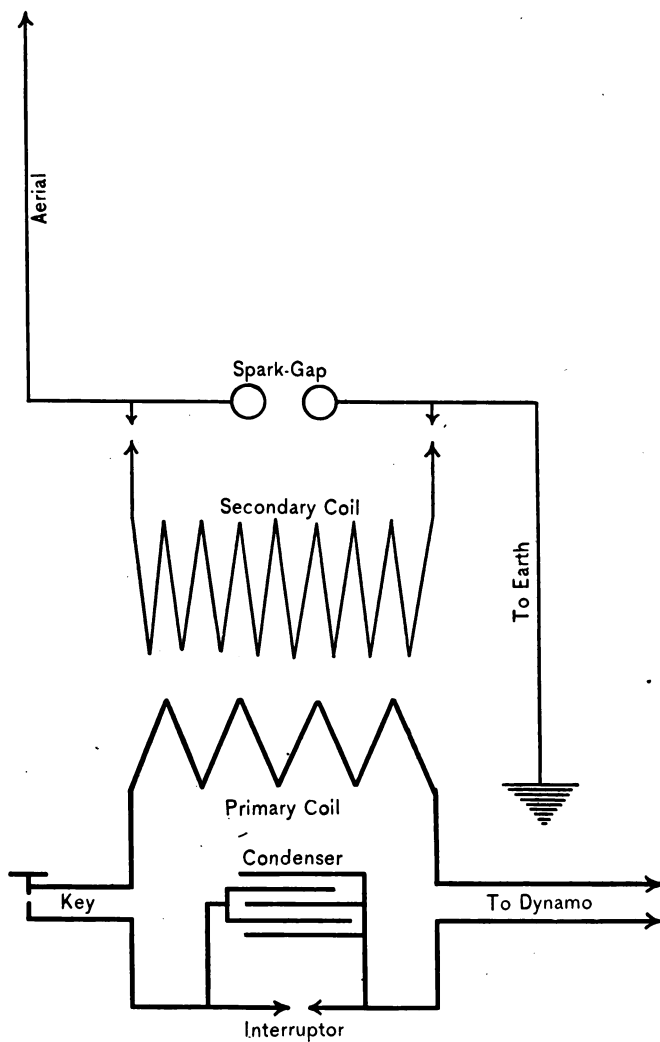 Aerial
Spark-Gap
Secondary Coil
To Earth
Primary Coil
Condenser
Key
To Dynamo
Interruptor